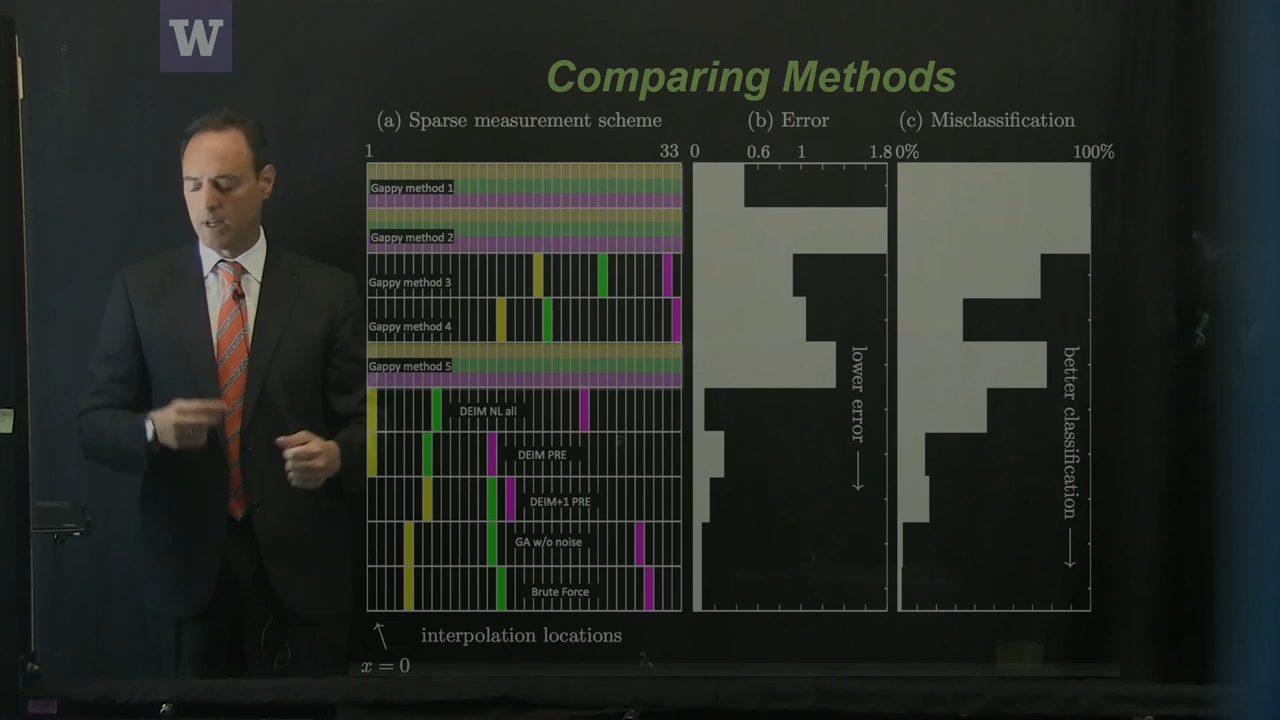 W
Comparing Methods
(a) Sparse measurement scheme
(b) Error
(c) Misclassification
1 33
0 0.6 1 1.8
0% 100%
Gappy method 1
Gappy method 2
Gappy method 3
Gappy method 4
Gappy method 5
DEIM NL all
DEIM PRE
DEIM+1 PRE
GA w/o noise
Brute Force
lower error
better classification
interpolation locations
x = 0